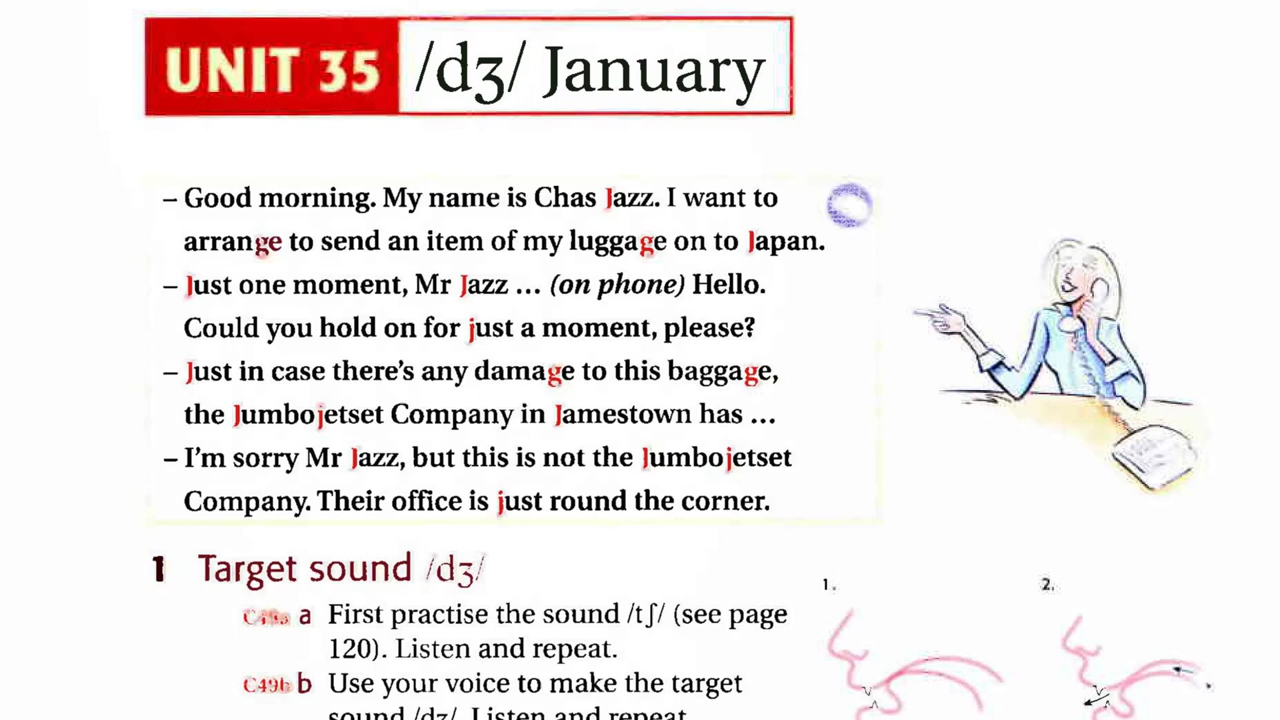 UNIT 35 /dʒ/ January
– Good morning. My name is Chas Jazz. I want to
arrange to send an item of my luggage on to Japan.
– Just one moment, Mr Jazz ... (on phone) Hello.
Could you hold on for just a moment, please?
– Just in case there's any damage to this baggage,
the Jumbojetset Company in Jamestown has ...
– I'm sorry Mr Jazz, but this is not the Jumbojetset
Company. Their office is just round the corner.
1 Target sound /dʒ/
a First practise the sound /tʃ/ (see page
120). Listen and repeat.
C49b b Use your voice to make the target
sound /dʒ/. Listen and repeat.
1.
2.